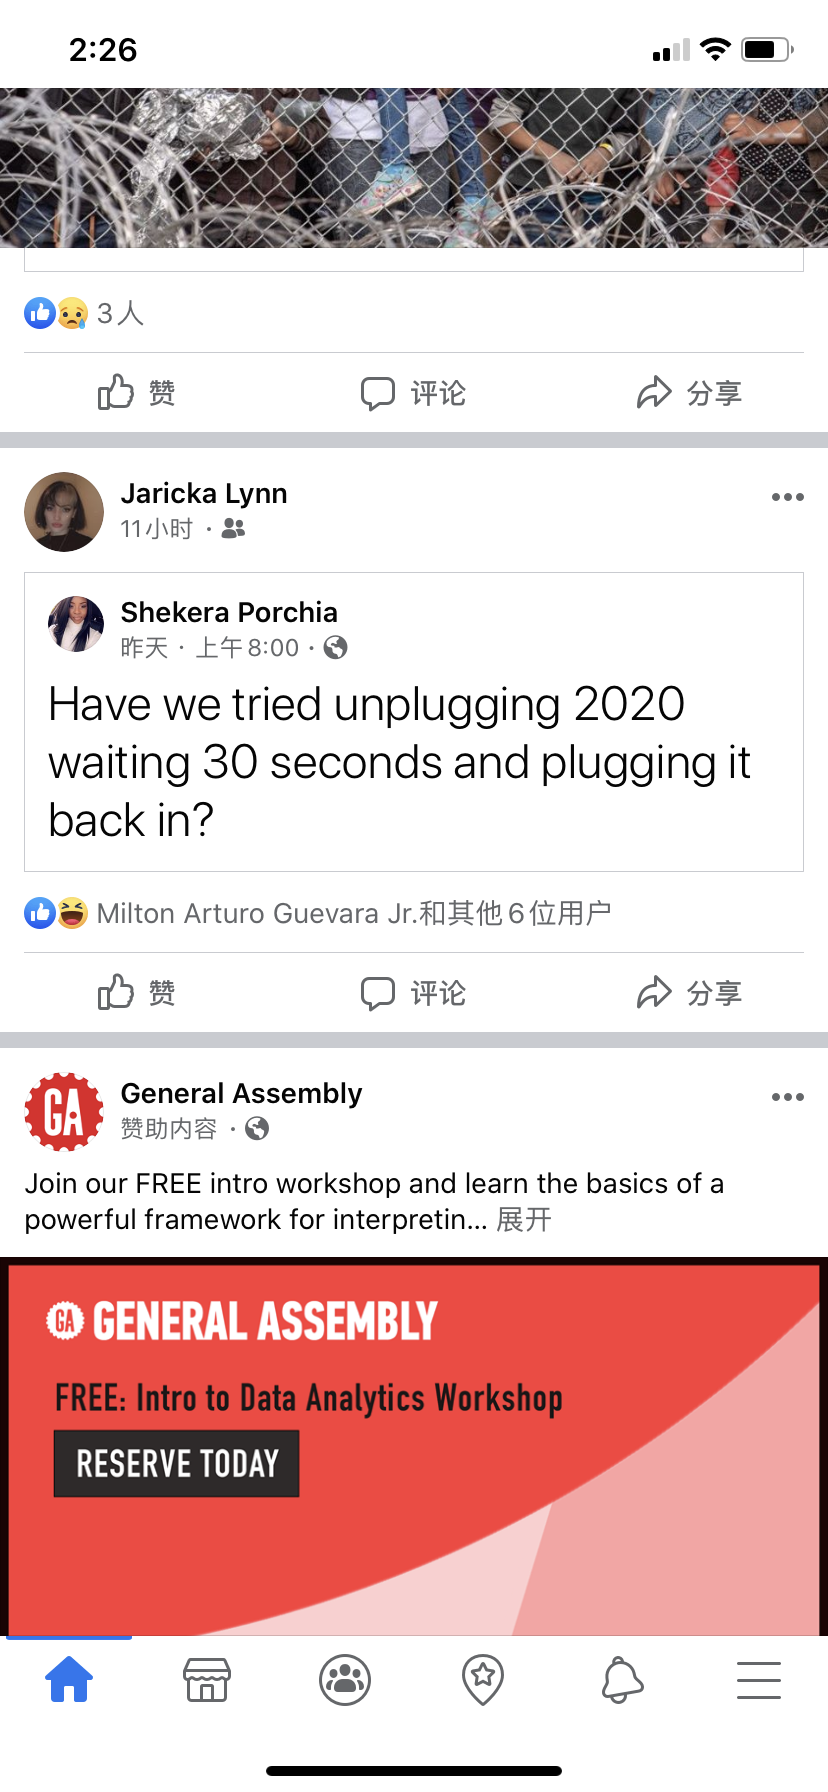 2:26
3人
赞
评论
分享
Jaricka Lynn
11小时 ·
Shekera Porchia
昨天 · 上午8:00 ·
Have we tried unplugging 2020
waiting 30 seconds and plugging it
back in?
Milton Arturo Guevara Jr.和其他6位用户
赞
评论
分享
GA
General Assembly
赞助内容 ·
Join our FREE intro workshop and learn the basics of a
powerful framework for interpretin... 展开
GA GENERAL ASSEMBLY
FREE: Intro to Data Analytics Workshop
RESERVE TODAY